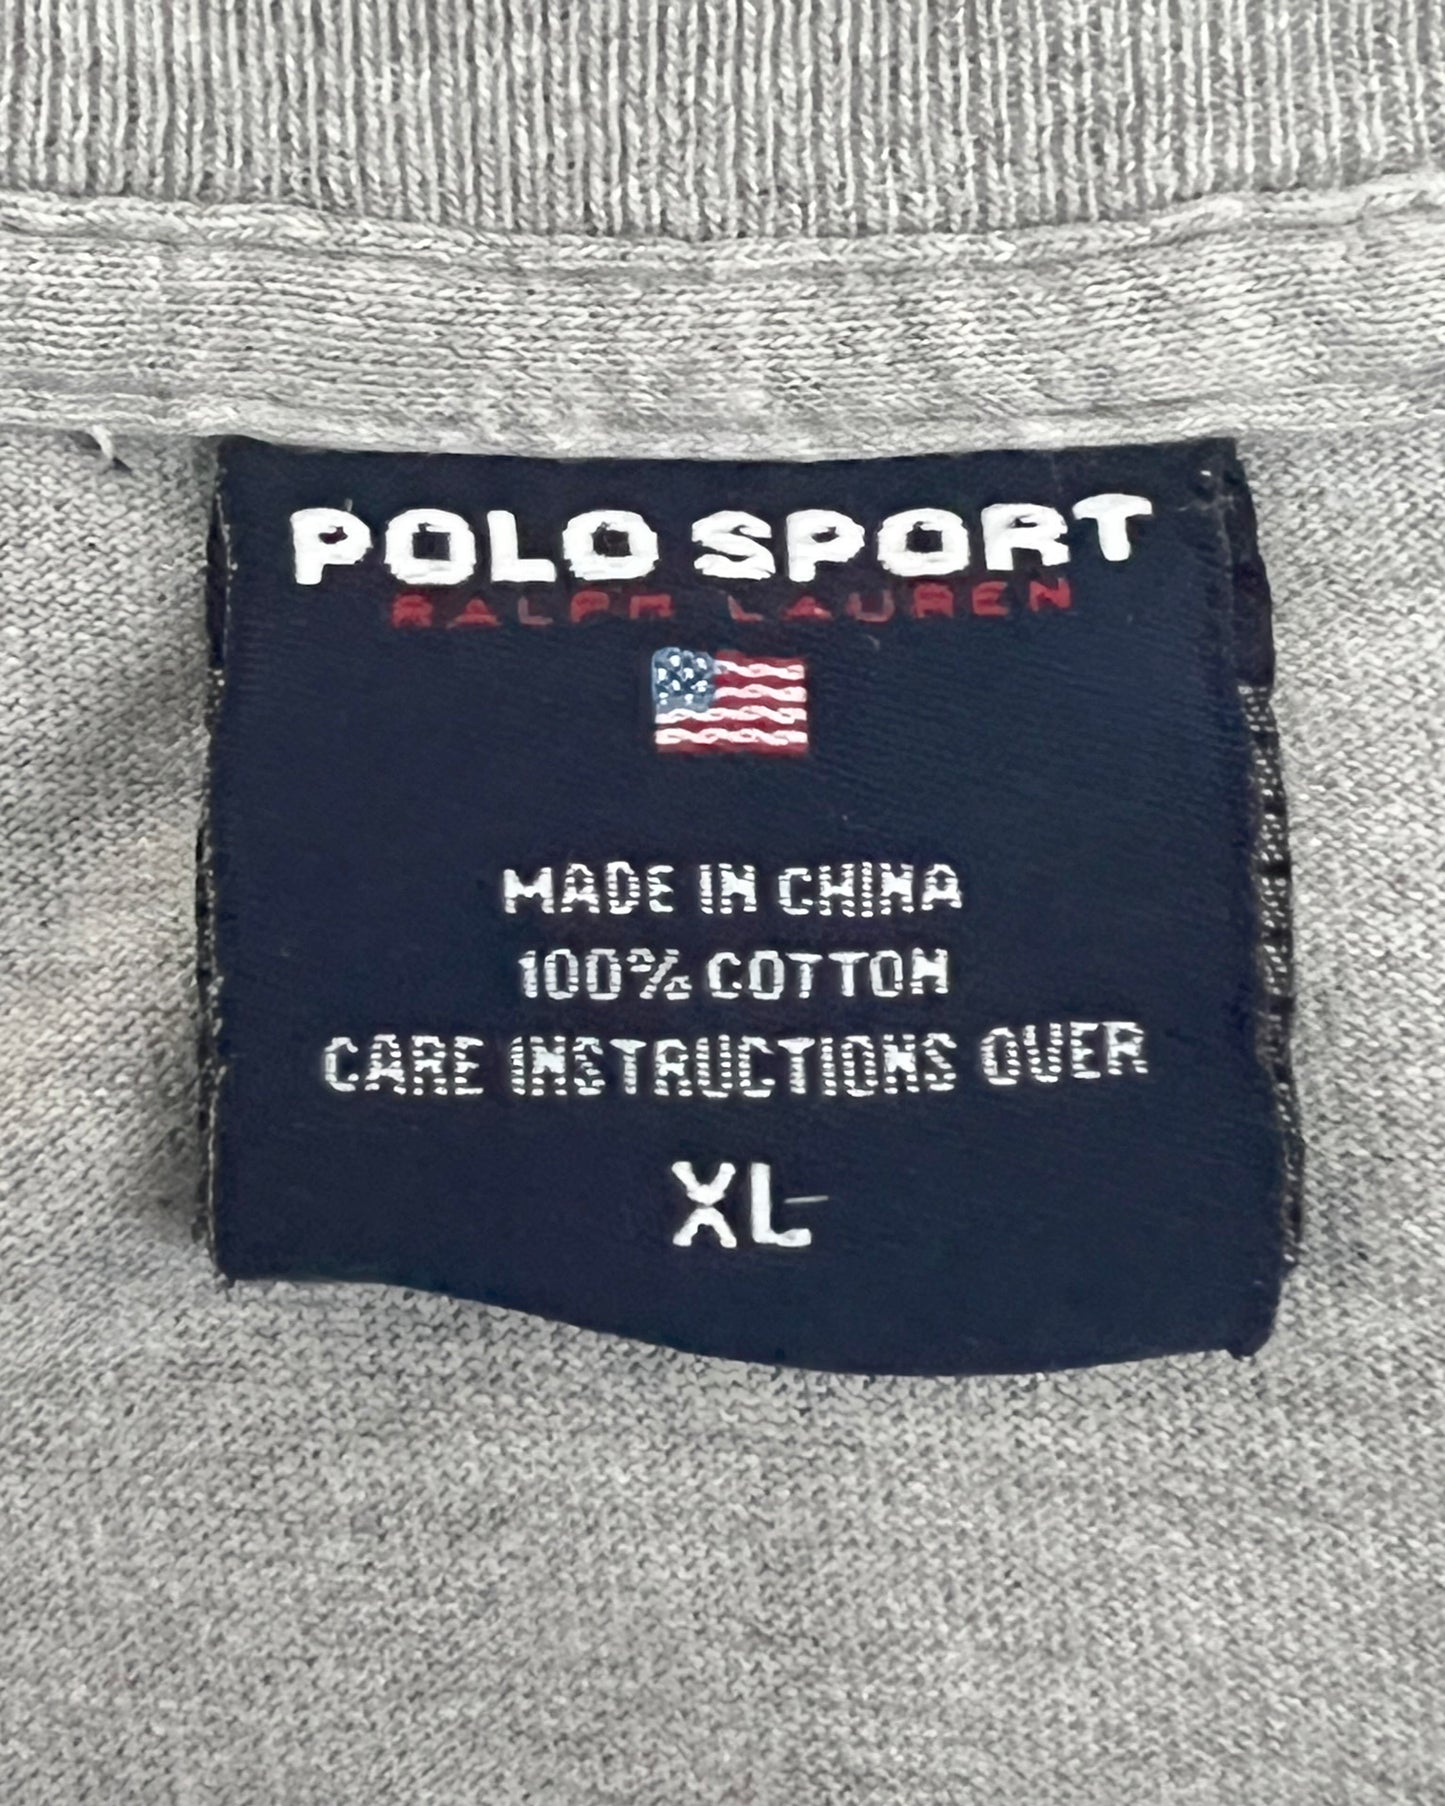 POLO SPORT
RALPH LAUREN
MADE IN CHINA
100% COTTON
CARE INSTRUCTIONS OVER
XL